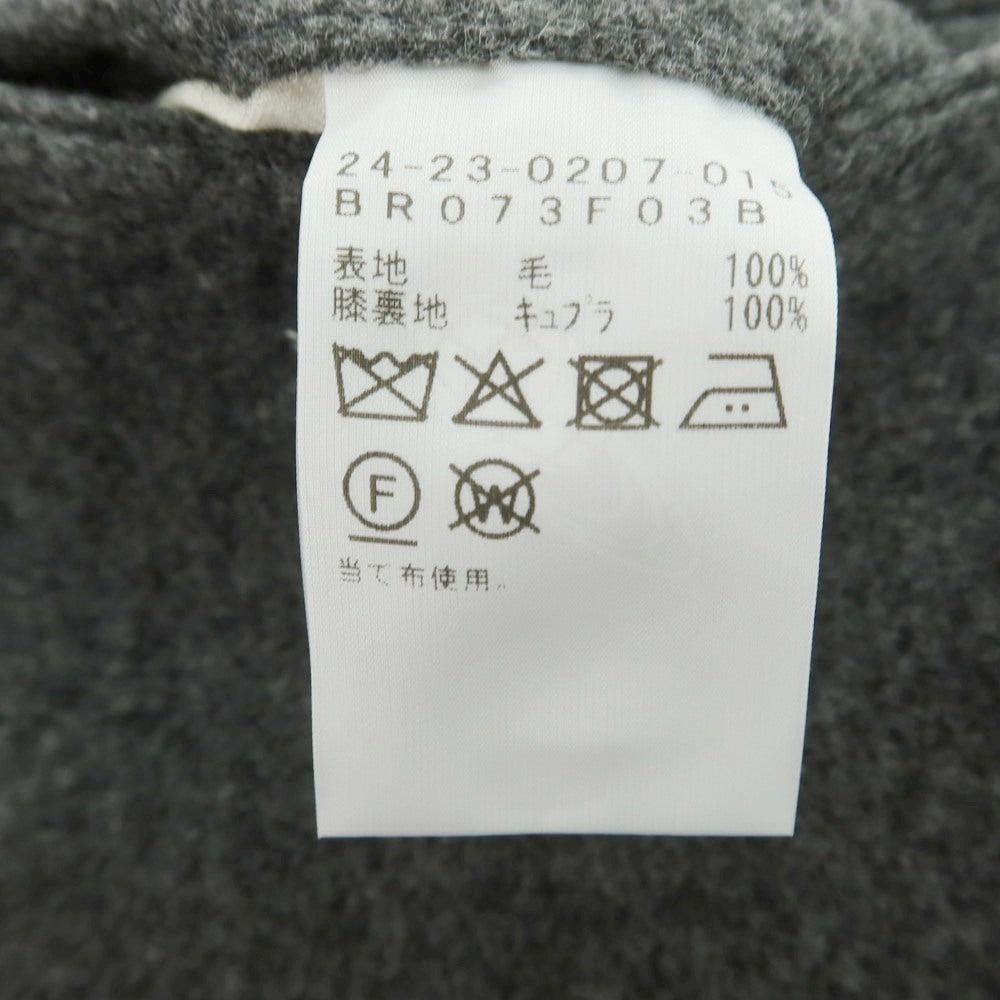 24-23-0207-015
BR073F03B
表地 毛 100%
膝裏地 キュプラ 100%
F W
当て布使用。